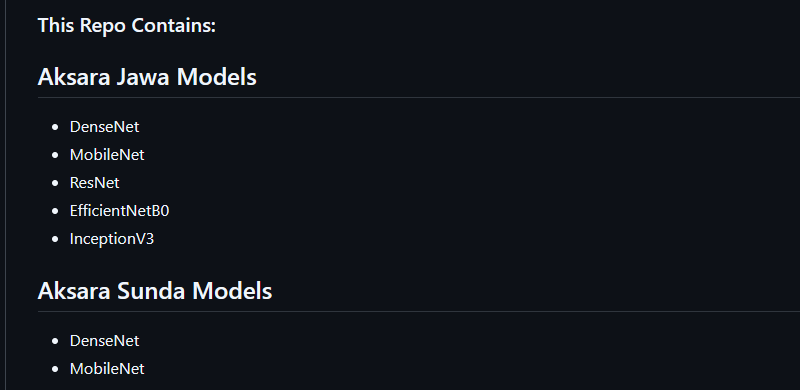 This Repo Contains:
Aksara Jawa Models
DenseNet
MobileNet
ResNet
EfficientNetB0
InceptionV3
Aksara Sunda Models
DenseNet
MobileNet